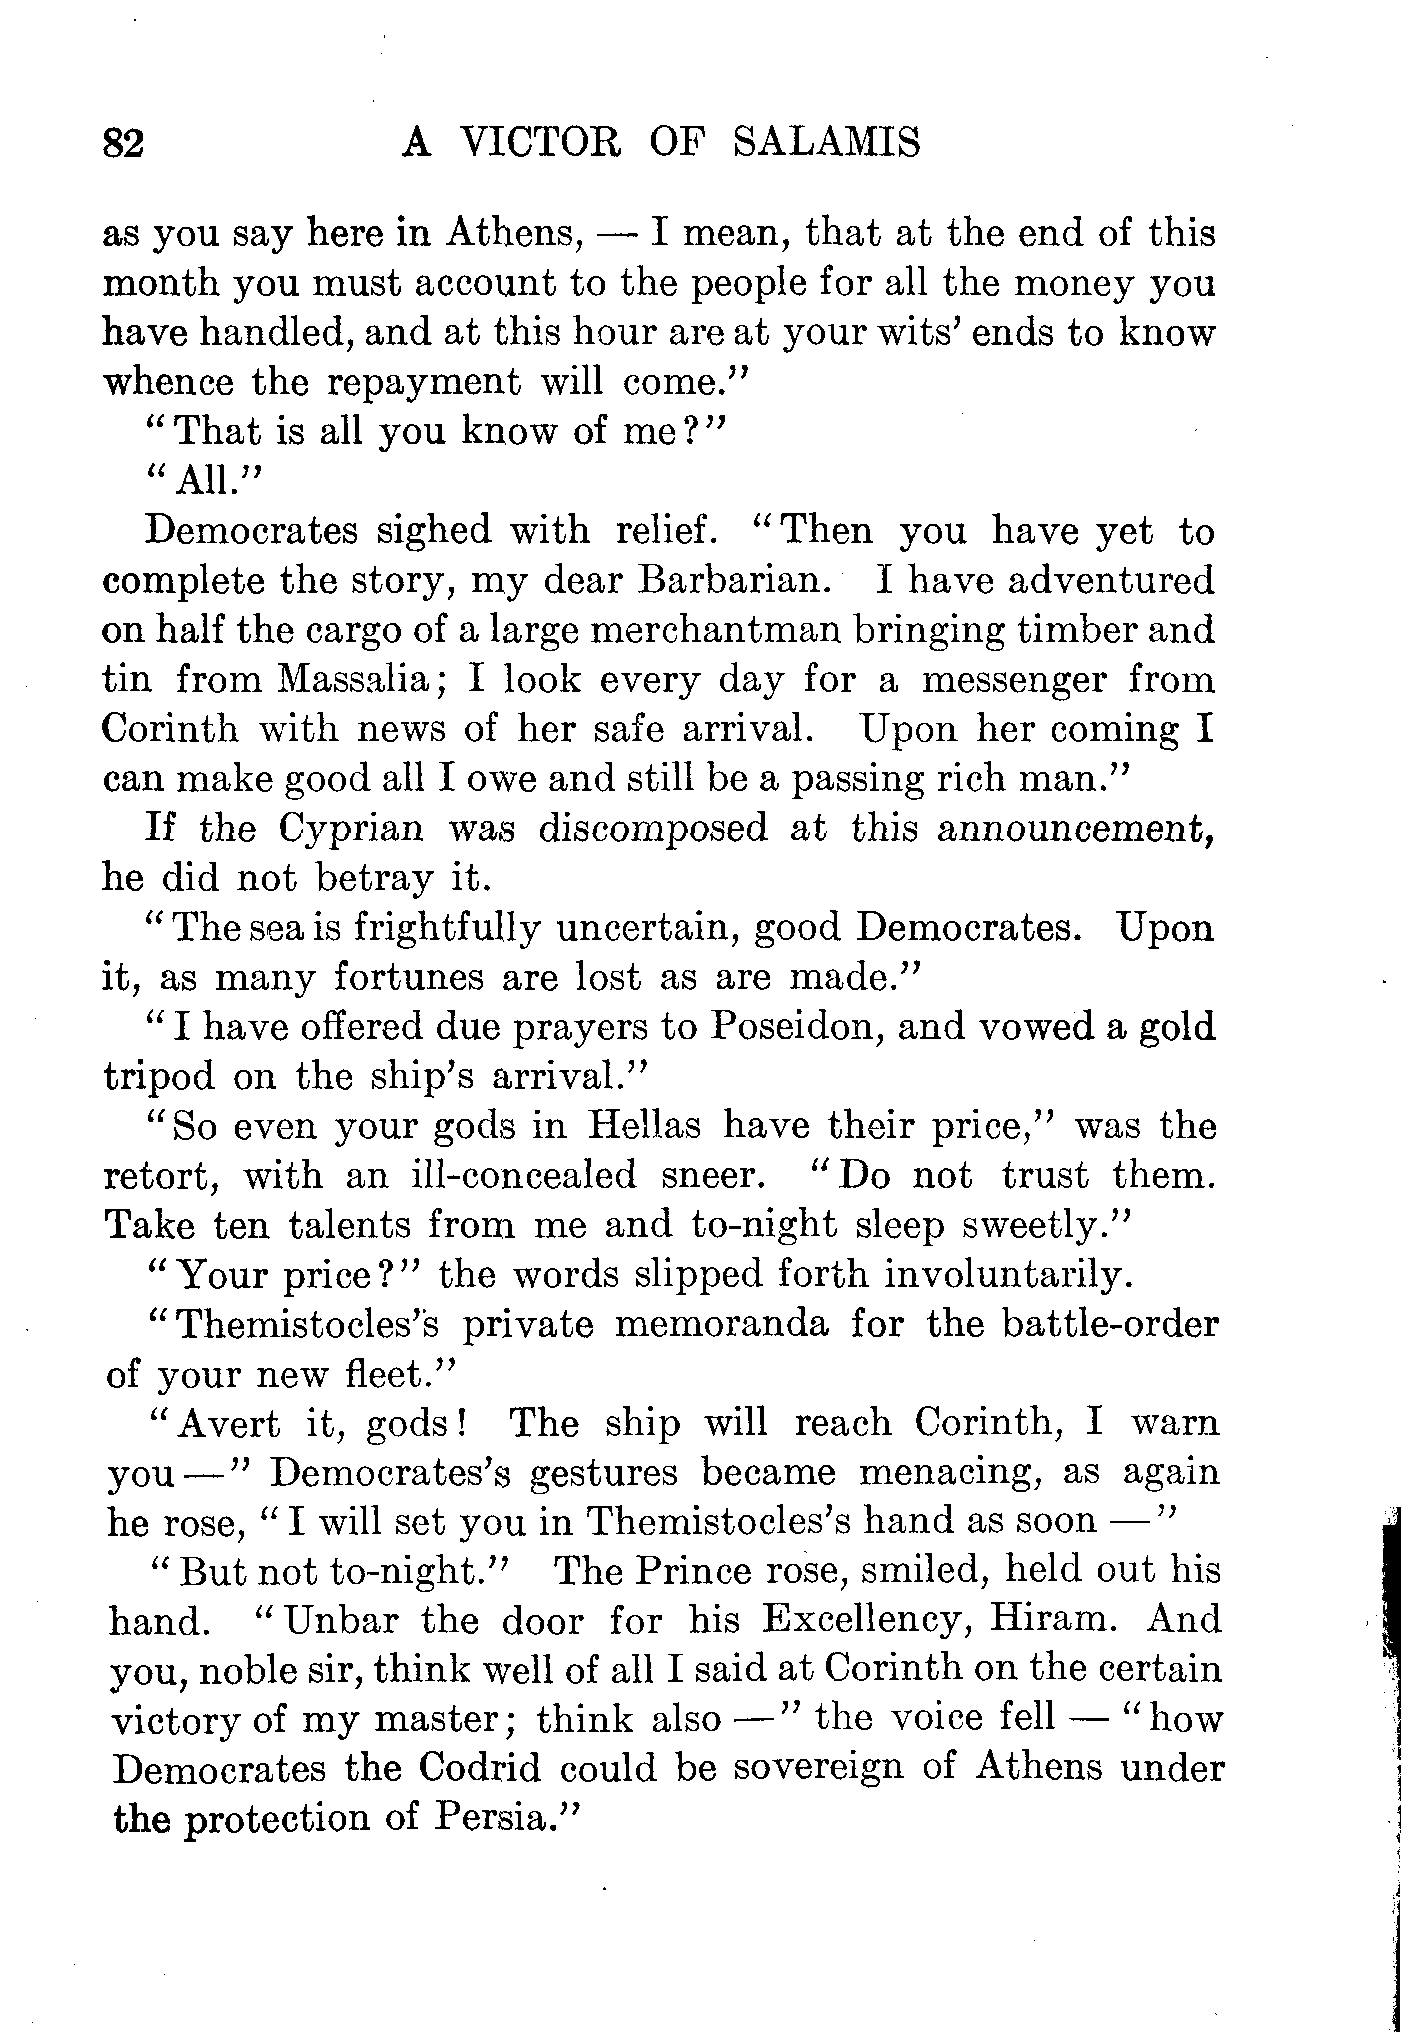 82 A VICTOR OF SALAMIS
as you say here in Athens, — I mean, that at the end of this
month you must account to the people for all the money you
have handled, and at this hour are at your wits' ends to know
whence the repayment will come."
"That is all you know of me?"
"All."
Democrates sighed with relief. "Then you have yet to
complete the story, my dear Barbarian. I have adventured
on half the cargo of a large merchantman bringing timber and
tin from Massalia; I look every day for a messenger from
Corinth with news of her safe arrival. Upon her coming I
can make good all I owe and still be a passing rich man."
If the Cyprian was discomposed at this announcement,
he did not betray it.
"The sea is frightfully uncertain, good Democrates. Upon
it, as many fortunes are lost as are made."
"I have offered due prayers to Poseidon, and vowed a gold
tripod on the ship's arrival."
"So even your gods in Hellas have their price," was the
retort, with an ill-concealed sneer. "Do not trust them.
Take ten talents from me and to-night sleep sweetly."
"Your price?" the words slipped forth involuntarily.
"Themistocles's private memoranda for the battle-order
of your new fleet."
"Avert it, gods! The ship will reach Corinth, I warn
you —" Democrates's gestures became menacing, as again
he rose, "I will set you in Themistocles's hand as soon —"
"But not to-night." The Prince rose, smiled, held out his
hand. "Unbar the door for his Excellency, Hiram. And
you, noble sir, think well of all I said at Corinth on the certain
victory of my master; think also —" the voice fell — "how
Democrates the Codrid could be sovereign of Athens under
the protection of Persia."